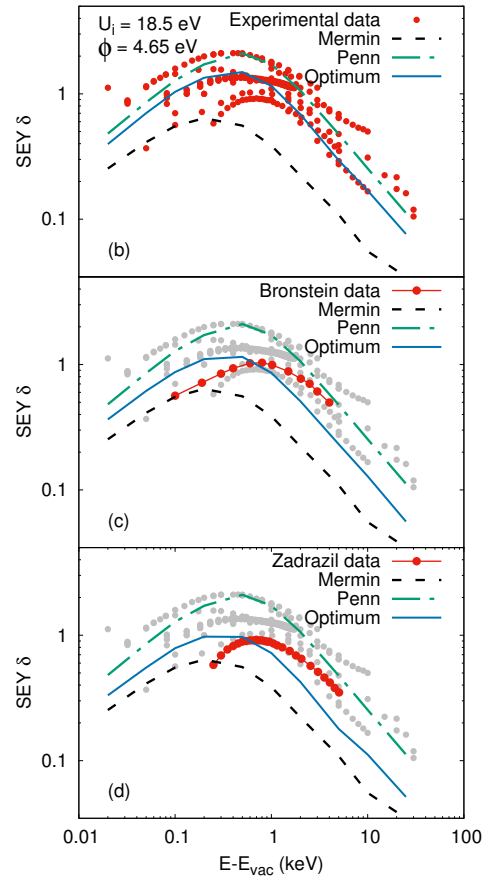 U_i = 18.5 eV
ϕ = 4.65 eV
Experimental data
Mermin
Penn
Optimum
1
0.1
SEY δ
(b)
Bronstein data
Mermin
Penn
Optimum
1
0.1
SEY δ
(c)
Zadrazil data
Mermin
Penn
Optimum
1
0.1
SEY δ
(d)
0.01 0.1 1 10 100
E-E_vac (keV)